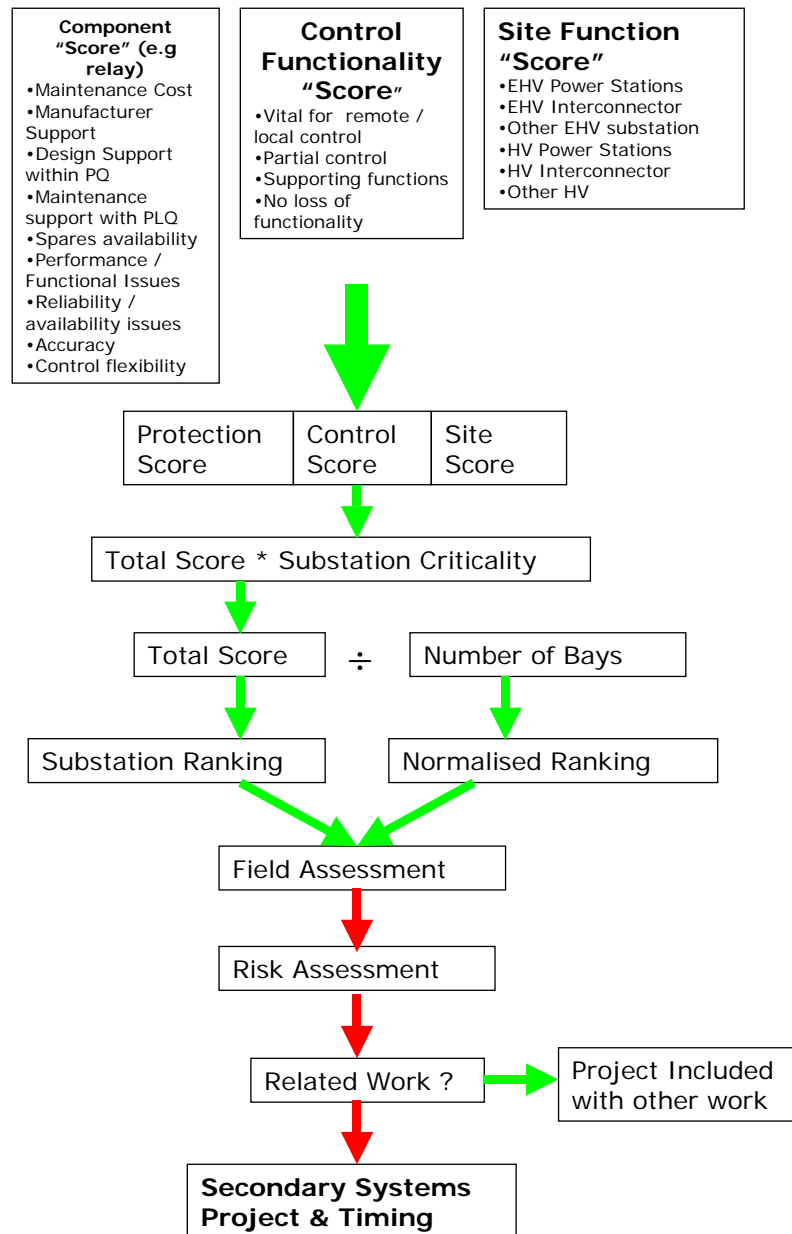 Component
“Score” (e.g
relay)
•Maintenance Cost
•Manufacturer
Support
•Design Support
within PQ
•Maintenance
support with PLQ
•Spares availability
•Performance /
Functional Issues
•Reliability /
availability issues
•Accuracy
•Control flexibility
Control
Functionality
“Score”
•Vital for remote /
local control
•Partial control
•Supporting functions
•No loss of
functionality
Site Function
“Score”
•EHV Power Stations
•EHV Interconnector
•Other EHV substation
•HV Power Stations
•HV Interconnector
•Other HV
Protection
Score
Control
Score
Site
Score
Total Score * Substation Criticality
Total Score
÷
Number of Bays
Substation Ranking
Normalised Ranking
Field Assessment
Risk Assessment
Related Work ?
Project Included
with other work
Secondary Systems
Project & Timing